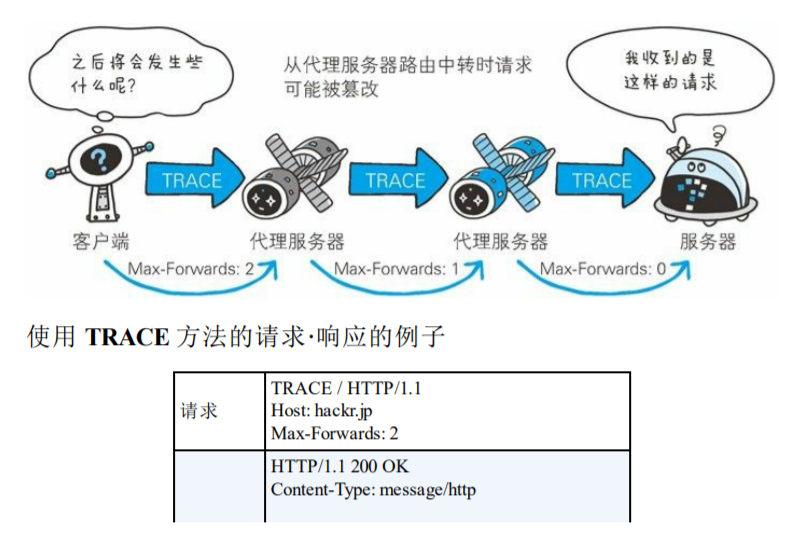 之后将会发生些
什么呢?
从代理服务器路由中转时请求
可能被篡改
我收到的是
这样的请求
?
TRACE
TRACE
TRACE
客户端
代理服务器
代理服务器
服务器
Max-Forwards: 2
Max-Forwards: 1
Max-Forwards: 0
使用 TRACE 方法的请求·响应的例子
请求
TRACE / HTTP/1.1
Host: hackr.jp
Max-Forwards: 2
HTTP/1.1 200 OK
Content-Type: message/http